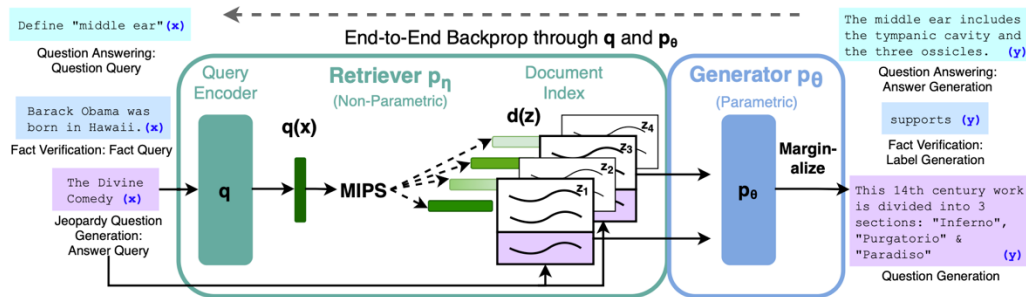 Define "middle ear" (x)
Question Answering:
Question Query
Barack Obama was
born in Hawaii. (x)
Fact Verification: Fact Query
The Divine
Comedy (x)
Jeopardy Question
Generation:
Answer Query
End-to-End Backprop through q and pθ
Query
Encoder
q
Retriever pη
(Non-Parametric)
q(x)
MIPS
Document
Index
d(z)
z4
z3
z2
z1
Generator pθ
(Parametric)
pθ
Margin-
alize
The middle ear includes
the tympanic cavity and
the three ossicles. (y)
Question Answering:
Answer Generation
supports (y)
Fact Verification:
Label Generation
This 14th century work
is divided into 3
sections: "Inferno",
"Purgatorio" &
"Paradiso" (y)
Question Generation